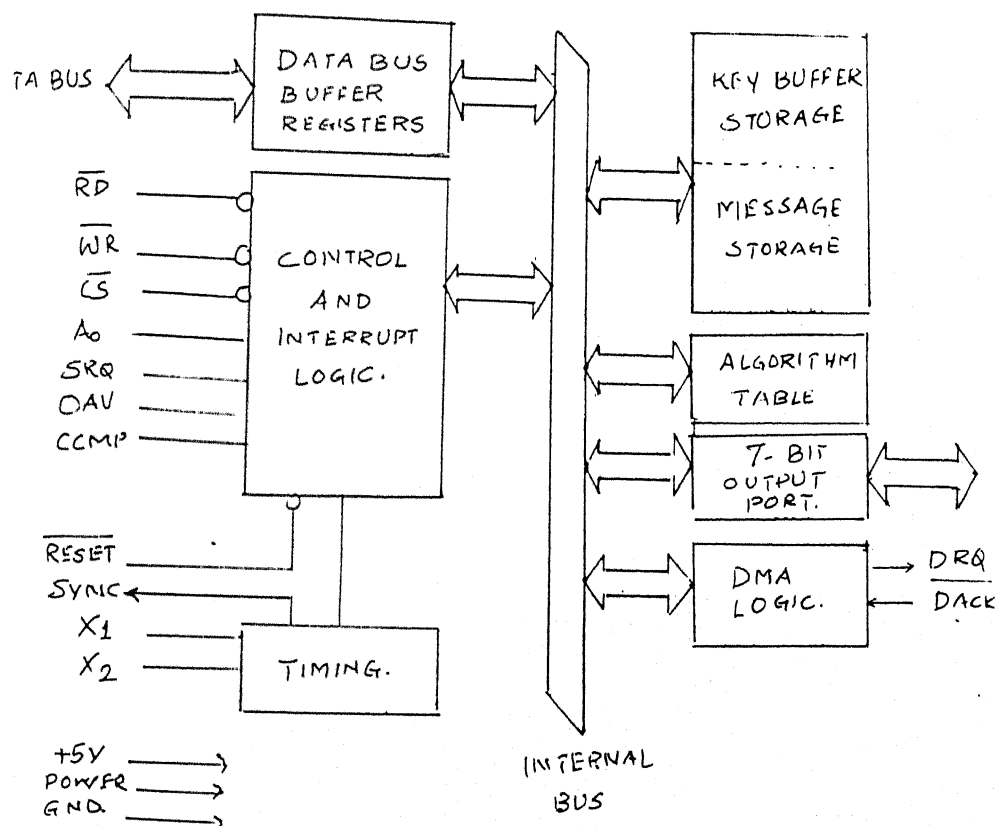 TA BUS
DATA BUS
BUFFER
REGISTERS
KEY BUFFER
STORAGE
MESSAGE
STORAGE
RD
WR
CS
A0
SRQ
OAV
CCMP
CONTROL
AND
INTERRUPT
LOGIC.
ALGORITHM
TABLE
7-BIT
OUTPUT
PORT.
DMA
LOGIC.
DRQ
DACK
RESET
SYNC
X1
X2
TIMING.
+5V
POWER
GND.
INTERNAL
BUS